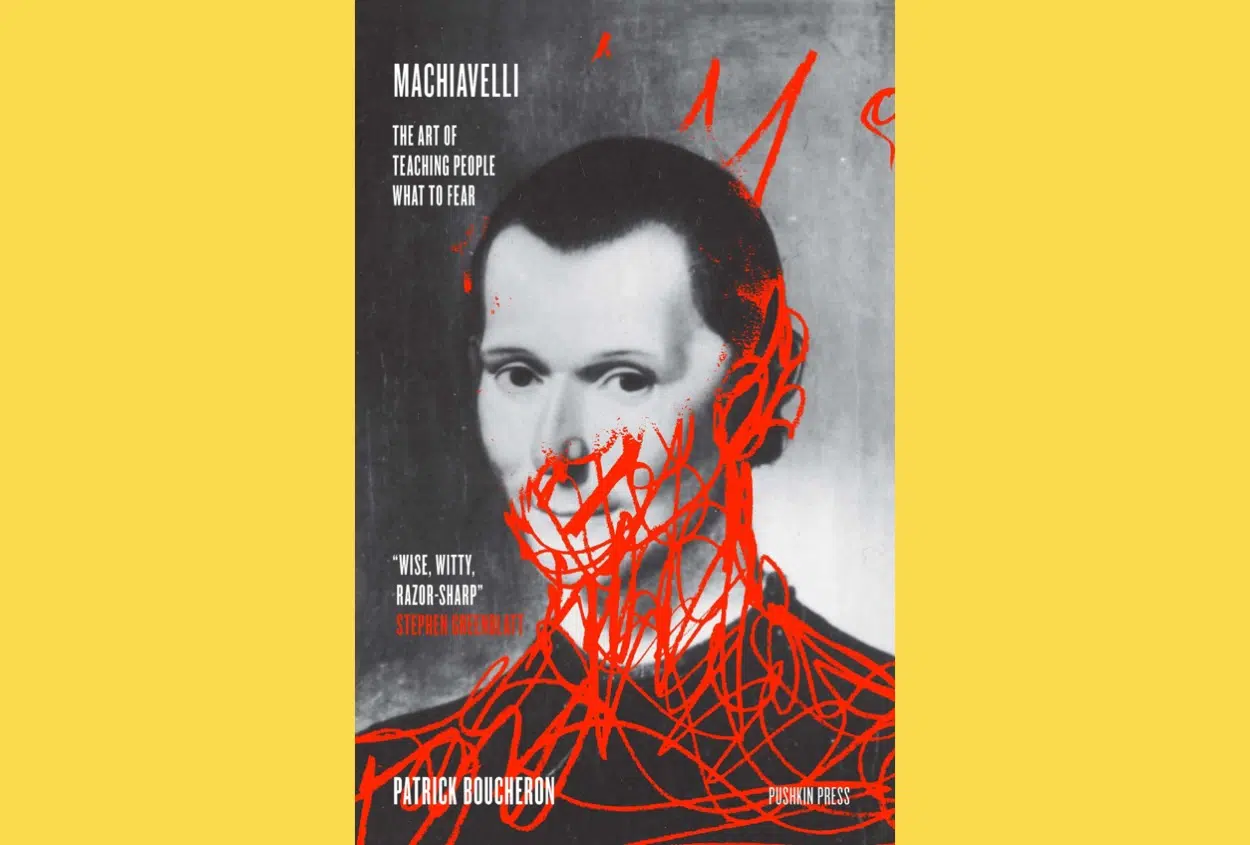 MACHIAVELLI
THE ART OF
TEACHING PEOPLE
WHAT TO FEAR
“WISE, WITTY,
RAZOR-SHARP”
STEPHEN GREENBLATT
PATRICK BOUCHERON
PUSHKIN PRESS